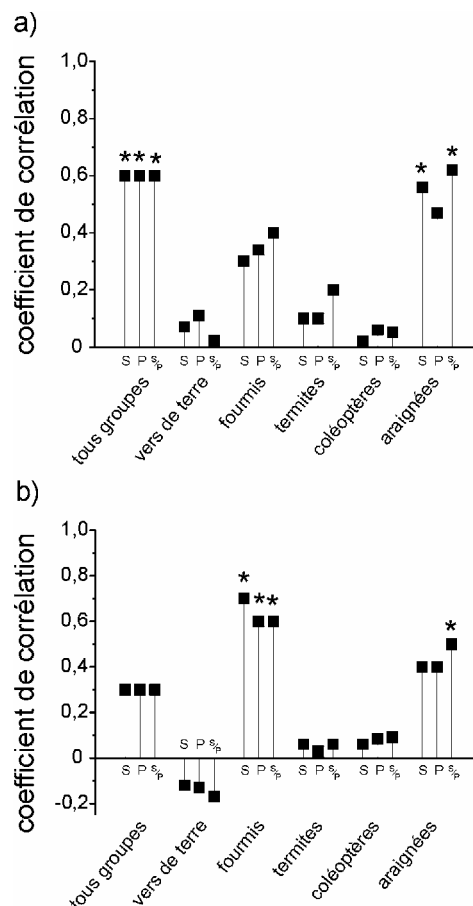 a)
coefficient de corrélation
1,0
0,8
0,6
0,4
0,2
0
* * * * *
S P S/P S P S/P S P S/P S P S/P S P S/P S P S/P
tous groupes
vers de terre
fourmis
termites
coléoptères
araignées
b)
coefficient de corrélation
1,0
0,8
0,6
0,4
0,2
0
-0,2
* * * *
S P S/P
S P S/P S P S/P S P S/P S P S/P S P S/P
tous groupes
vers de terre
fourmis
termites
coléoptères
araignées